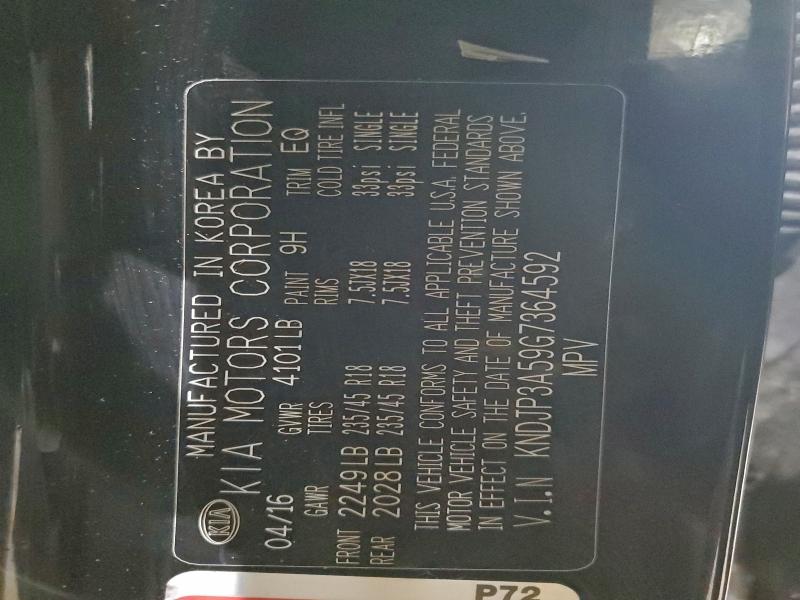 KIA MANUFACTURED IN KOREA BY
KIA MOTORS CORPORATION
04/16 GVWR 4101LB PAINT 9H TRIM EQ
GAWR TIRES RIMS COLD TIRE INFL
FRONT 2249LB 235/45 R18 7.5JX18 33psi SINGLE
REAR 2028LB 235/45 R18 7.5JX18 33psi SINGLE
THIS VEHICLE CONFORMS TO ALL APPLICABLE U.S.A. FEDERAL
MOTOR VEHICLE SAFETY AND THEFT PREVENTION STANDARDS
IN EFFECT ON THE DATE OF MANUFACTURE SHOWN ABOVE.
V.I.N KNDJP3A59G7364592
MPV
P72